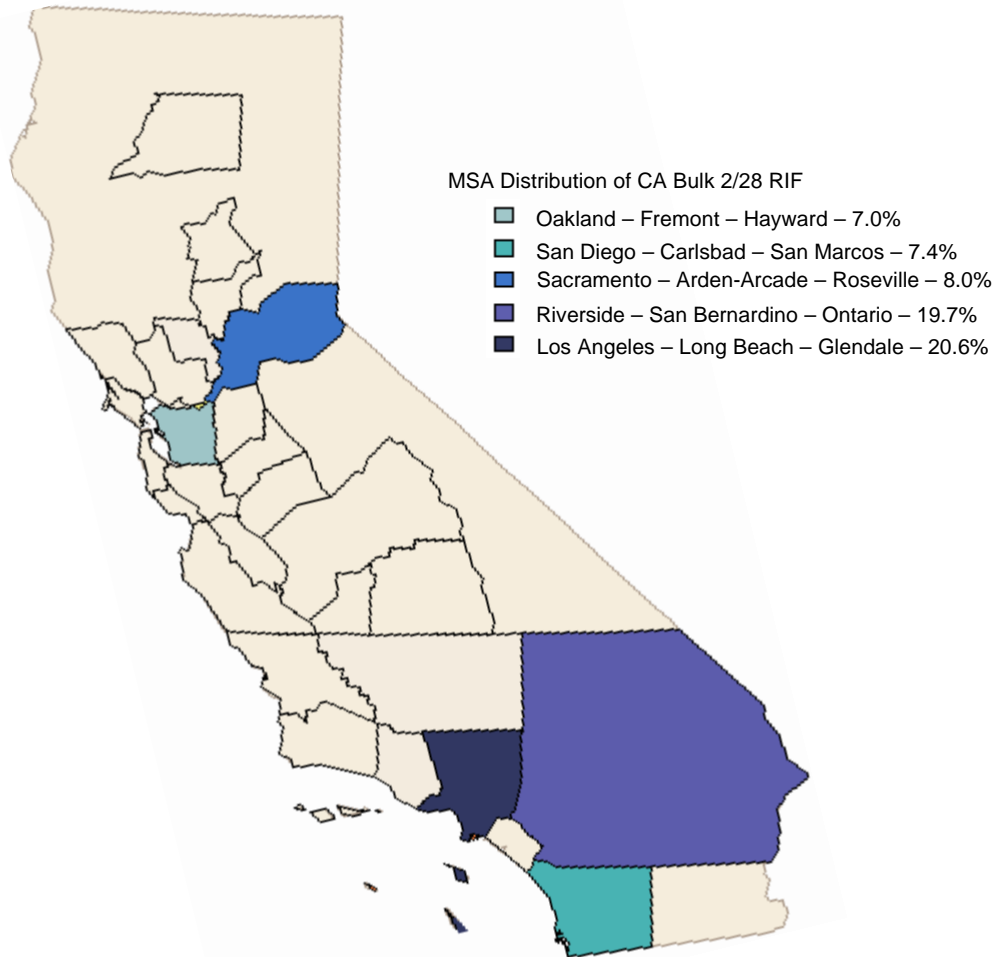 MSA Distribution of CA Bulk 2/28 RIF
Oakland – Fremont – Hayward – 7.0%
San Diego – Carlsbad – San Marcos – 7.4%
Sacramento – Arden-Arcade – Roseville – 8.0%
Riverside – San Bernardino – Ontario – 19.7%
Los Angeles – Long Beach – Glendale – 20.6%